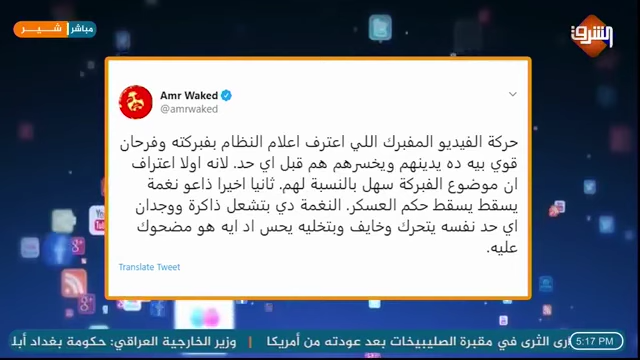 مباشر
شير
الشرق
Amr Waked
@amrwaked
حركة الفيديو المفبرك اللي اعترف اعلام النظام بفبركته وفرحان
قوي بيه ده يدينهم ويخسرهم هم قبل اي حد. لانه اولا اعتراف
ان موضوع الفبركة سهل بالنسبة لهم. ثانيا اخيرا ذاعو نغمة
يسقط يسقط حكم العسكر. النغمة دي بتشعل ذاكرة ووجدان
اي حد نفسه يتحرك وخايف وبتخليه يحس اد ايه هو مضحوك
عليه.
Translate Tweet
الثرى في مقبرة الصليبيخات بعد عودته من أمريكا | وزير الخارجية العراقي: حكومة بغداد
5:17 PM